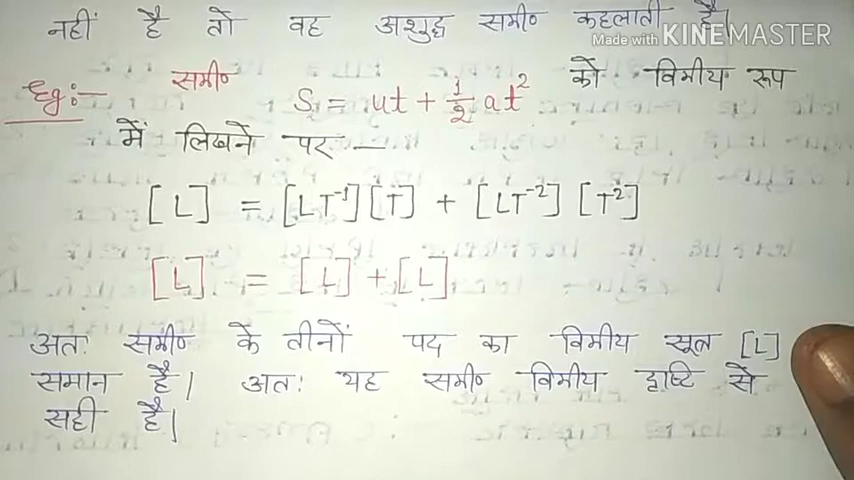 नहीं है तो वह अशुद्ध समी० कहलाती है।
Made with KINEMASTER
Eg:- समी० S = ut + 1/2 at² को विमीय रूप
में लिखने पर —
[L] = [LT⁻¹][T] + [LT⁻²] [T²]
[L] = [L] + [L]
अतः समी० के तीनों पद का विमीय सूत्र [L]
समान है। अतः यह समी० विमीय दृष्टि से
सही है।